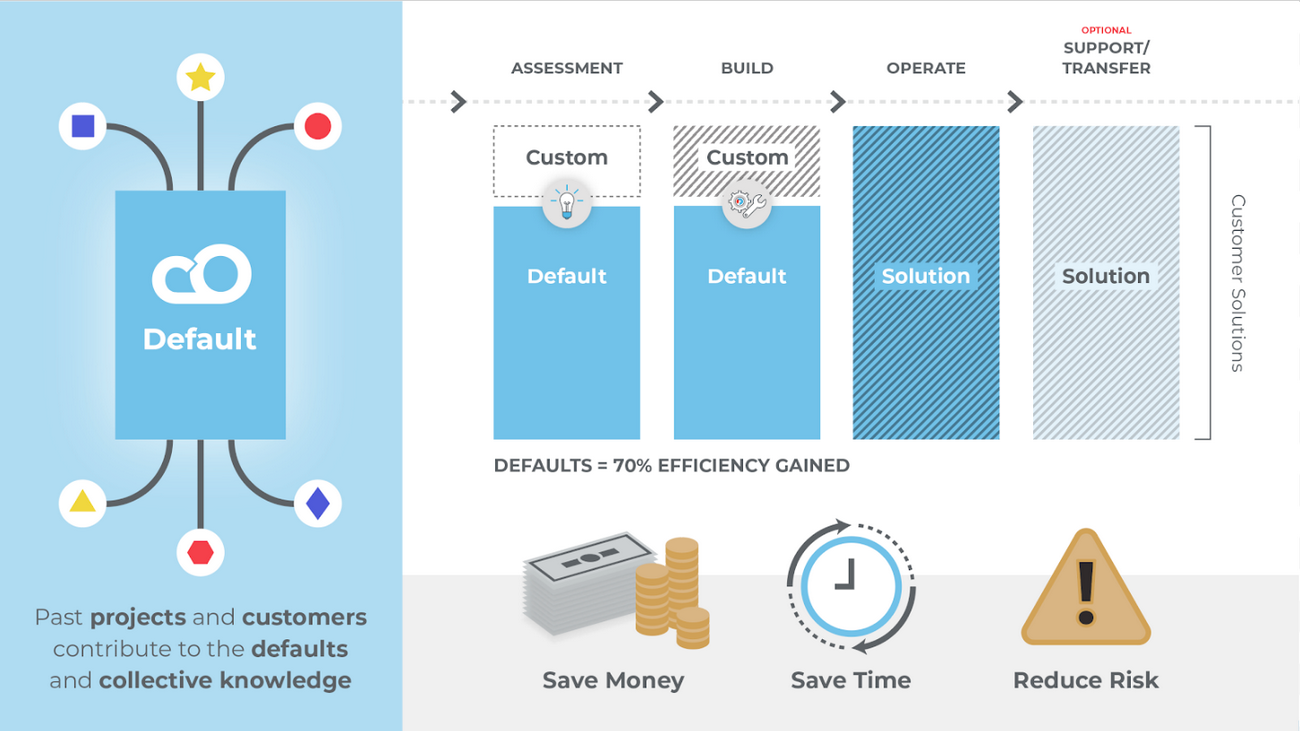 Default
Past projects and customers
contribute to the defaults
and collective knowledge
ASSESSMENT
BUILD
OPERATE
OPTIONAL
SUPPORT/
TRANSFER
Custom
Default
Custom
Default
Solution
Solution
Customer Solutions
DEFAULTS = 70% EFFICIENCY GAINED
Save Money
Save Time
Reduce Risk